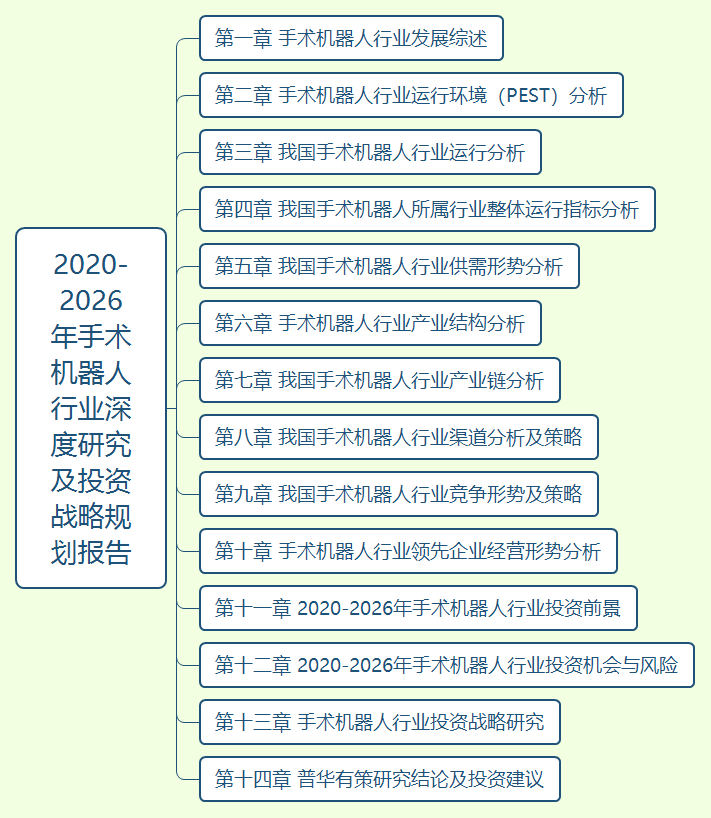 2020-
2026
年手术
机器人
行业深
度研究
及投资
战略规
划报告
第一章 手术机器人行业发展综述
第二章 手术机器人行业运行环境（PEST）分析
第三章 我国手术机器人行业运行分析
第四章 我国手术机器人所属行业整体运行指标分析
第五章 我国手术机器人行业供需形势分析
第六章 手术机器人行业产业结构分析
第七章 我国手术机器人行业产业链分析
第八章 我国手术机器人行业渠道分析及策略
第九章 我国手术机器人行业竞争形势及策略
第十章 手术机器人行业领先企业经营形势分析
第十一章 2020-2026年手术机器人行业投资前景
第十二章 2020-2026年手术机器人行业投资机会与风险
第十三章 手术机器人行业投资战略研究
第十四章 普华有策研究结论及投资建议